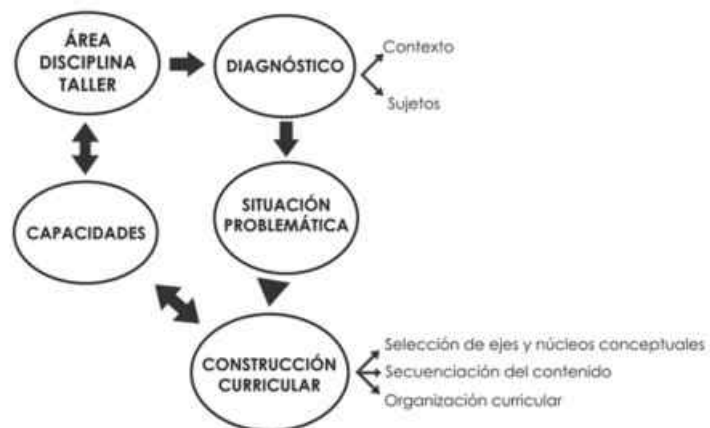 ÁREA
DISCIPLINA
TALLER
DIAGNÓSTICO
Contexto
Sujetos
CAPACIDADES
SITUACIÓN
PROBLEMÁTICA
CONSTRUCCIÓN
CURRICULAR
Selección de ejes y núcleos conceptuales
Secuenciación del contenido
Organización curricular